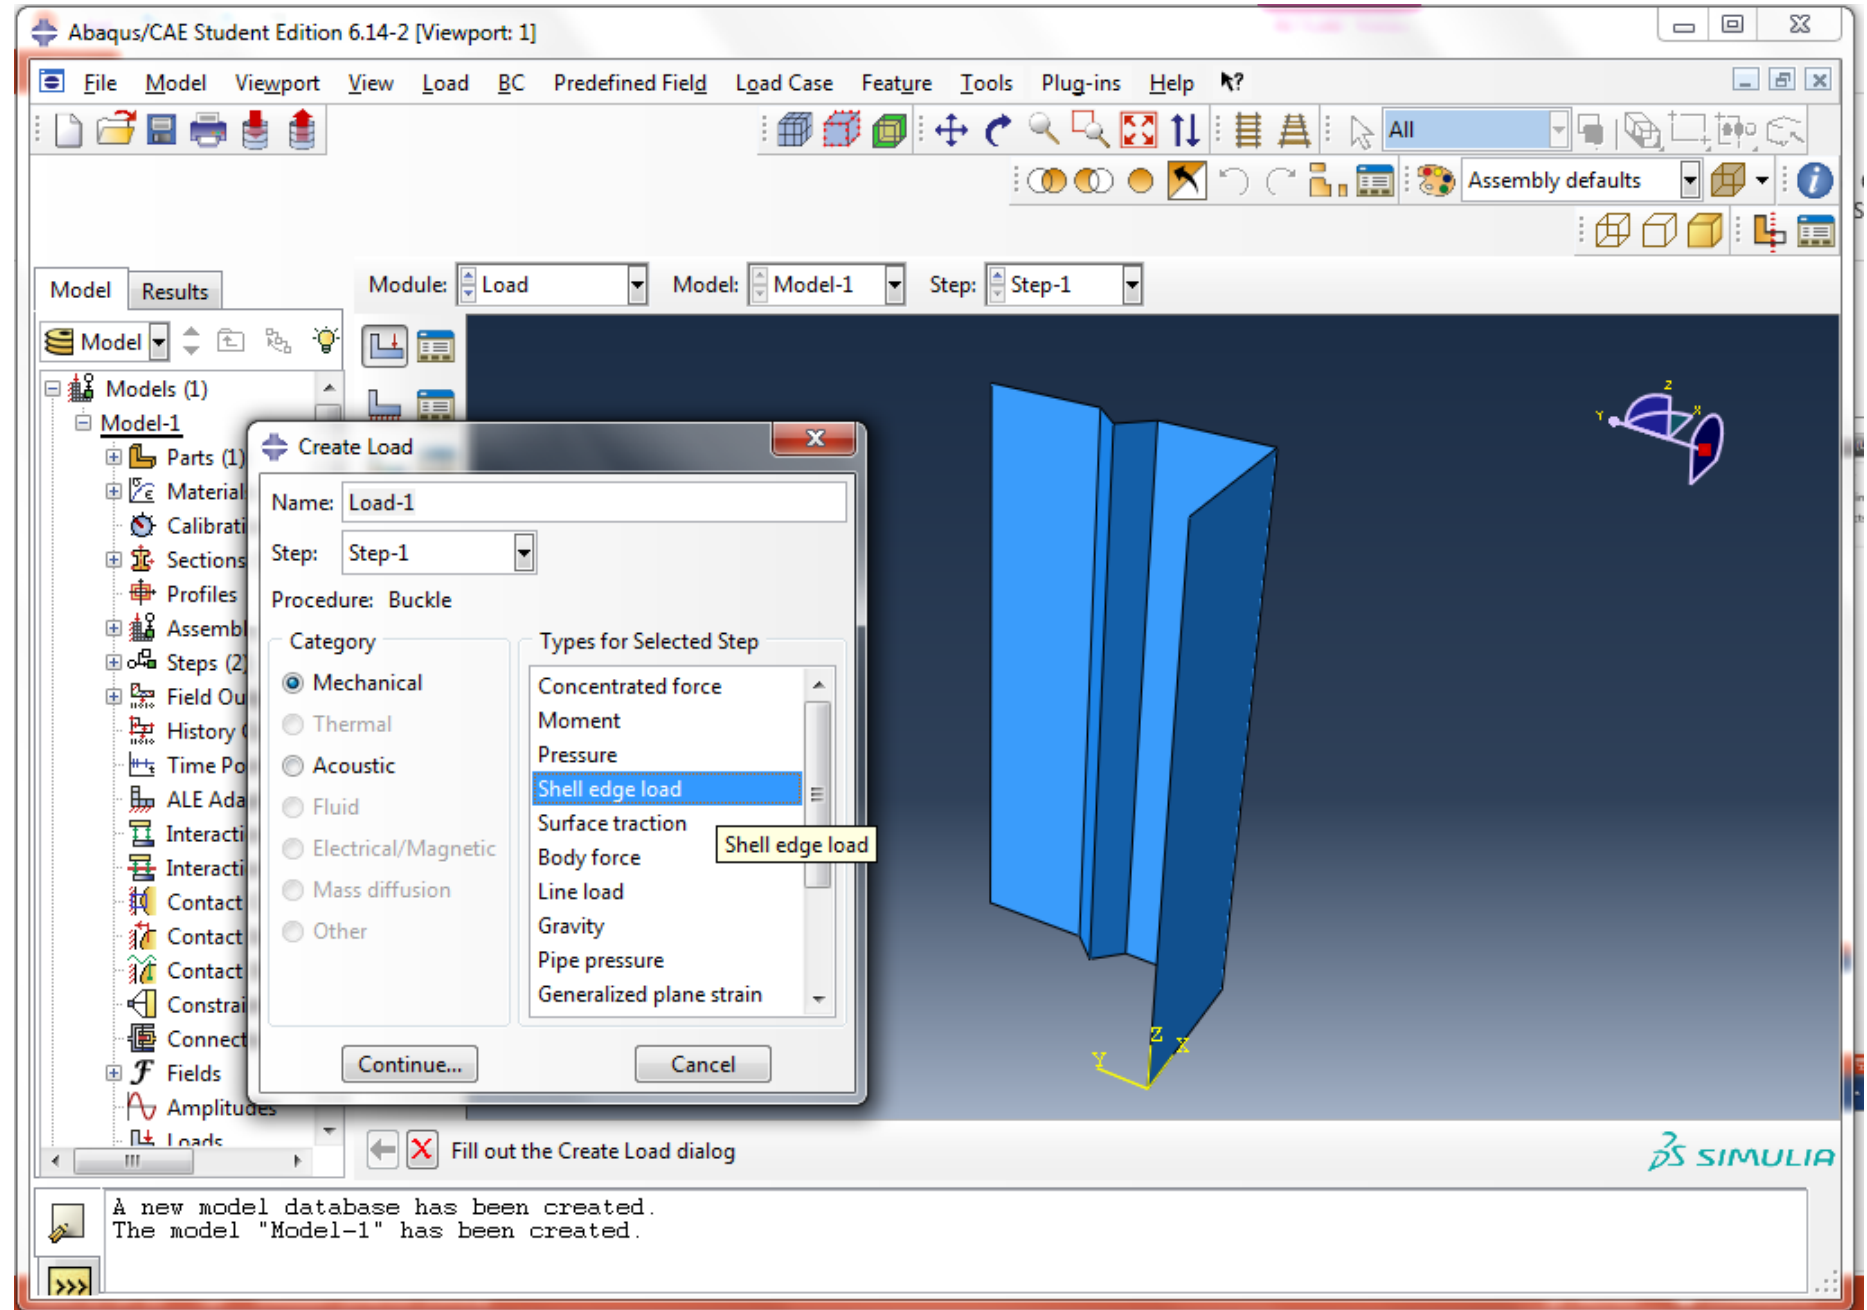 Abaqus/CAE Student Edition 6.14-2 [Viewport: 1]
File Model Viewport View Load BC Predefined Field Load Case Feature Tools Plug-ins Help
All
Assembly defaults
Model Results
Module: Load Model: Model-1 Step: Step-1
Model
Models (1)
Model-1
Parts (1)
Material
Calibrati
Sections
Profiles
Assembl
Steps (2)
Field Ou
History
Time Po
ALE Ada
Interacti
Interacti
Contact
Contact
Contact
Constrai
Connect
Fields
Amplitudes
Loads
Create Load
Name: Load-1
Step: Step-1
Procedure: Buckle
Category
Mechanical
Thermal
Acoustic
Fluid
Electrical/Magnetic
Mass diffusion
Other
Types for Selected Step
Concentrated force
Moment
Pressure
Shell edge load
Surface traction
Shell edge load
Body force
Line load
Gravity
Pipe pressure
Generalized plane strain
Continue... Cancel
Z
Y
X
Z
Y
X
Fill out the Create Load dialog
SIMULIA
A new model database has been created.
The model "Model-1" has been created.
>>>